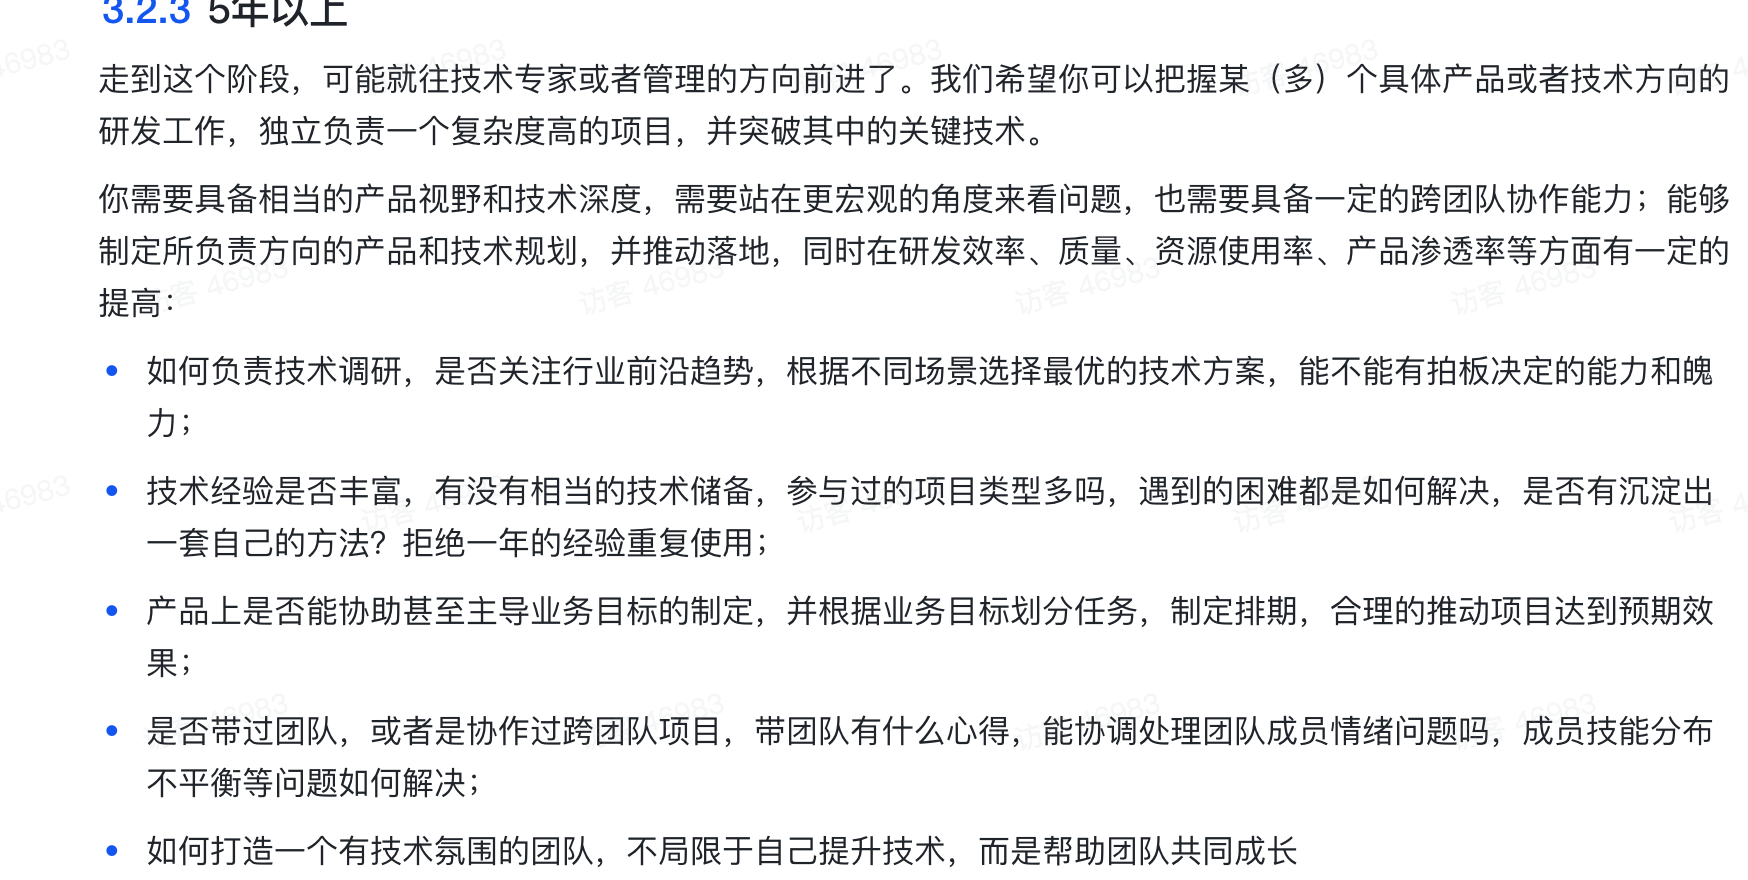 3.2.3 5年以上
走到这个阶段，可能就往技术专家或者管理的方向前进了。我们希望你可以把握某（多）个具体产品或者技术方向的
研发工作，独立负责一个复杂度高的项目，并突破其中的关键技术。
你需要具备相当的产品视野和技术深度，需要站在更宏观的角度来看问题，也需要具备一定的跨团队协作能力；能够
制定所负责方向的产品和技术规划，并推动落地，同时在研发效率、质量、资源使用率、产品渗透率等方面有一定的
提高：
• 如何负责技术调研，是否关注行业前沿趋势，根据不同场景选择最优的技术方案，能不能有拍板决定的能力和魄
力；
• 技术经验是否丰富，有没有相当的技术储备，参与过的项目类型多吗，遇到的困难都是如何解决，是否有沉淀出
一套自己的方法？拒绝一年的经验重复使用；
• 产品上是否能协助甚至主导业务目标的制定，并根据业务目标划分任务，制定排期，合理的推动项目达到预期效
果；
• 是否带过团队，或者是协作过跨团队项目，带团队有什么心得，能协调处理团队成员情绪问题吗，成员技能分布
不平衡等问题如何解决；
• 如何打造一个有技术氛围的团队，不局限于自己提升技术，而是帮助团队共同成长
访客 46983